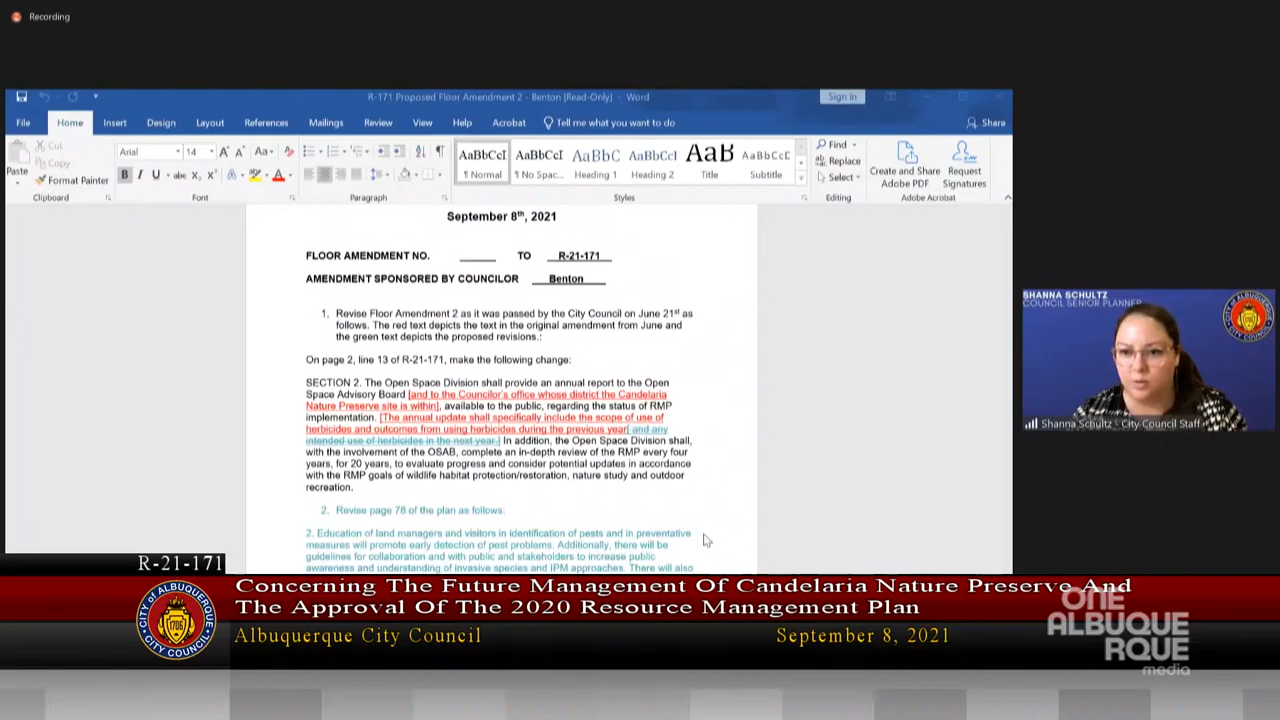 Recording
R-171 Proposed Floor Amendment 2 - Benton [Read-Only] - Word
Sign in
File Home Insert Design Layout References Mailings Review View Help Acrobat Tell me what you want to do Share
Cut
Copy
Paste
Format Painter
Clipboard
Arial 14
Font
Paragraph
AaBbCcI AaBbCcI AaBbC AaBbCcI AaB AaBbCcC
¶ Normal ¶ No Spac... Heading 1 Heading 2 Title Subtitle
Styles
Find
Replace
Select
Editing
Create and Share
Adobe PDF
Request
Signatures
Adobe Acrobat
September 8th, 2021
FLOOR AMENDMENT NO. ______ TO R-21-171
AMENDMENT SPONSORED BY COUNCILOR Benton
1. Revise Floor Amendment 2 as it was passed by the City Council on June 21st as
follows. The red text depicts the text in the original amendment from June and
the green text depicts the proposed revisions.:
On page 2, line 13 of R-21-171, make the following change:
SECTION 2. The Open Space Division shall provide an annual report to the Open
Space Advisory Board [and to the Councilor's office whose district the Candelaria
Nature Preserve site is within], available to the public, regarding the status of RMP
implementation. [The annual update shall specifically include the scope of use of
herbicides and outcomes from using herbicides during the previous year] and any
intended use of herbicides in the next year.] In addition, the Open Space Division shall,
with the involvement of the OSAB, complete an in-depth review of the RMP every four
years, for 20 years, to evaluate progress and consider potential updates in accordance
with the RMP goals of wildlife habitat protection/restoration, nature study and outdoor
recreation.
2. Revise page 78 of the plan as follows:
2. Education of land managers and visitors in identification of pests and in preventative
measures will promote early detection of pest problems. Additionally, there will be
guidelines for collaboration and with public and stakeholders to increase public
awareness and understanding of invasive species and IPM approaches. There will also
SHANNA SCHULTZ
COUNCIL SENIOR PLANNER
CITY OF ALBUQUERQUE
CITY COUNCIL
Shanna Schultz - City Council Staff
R-21-171
CITY OF ALBUQUERQUE
1706
CITY COUNCIL
Concerning The Future Management Of Candelaria Nature Preserve And
The Approval Of The 2020 Resource Management Plan
Albuquerque City Council September 8, 2021
ONE
ALBUQUE
RQUE
media